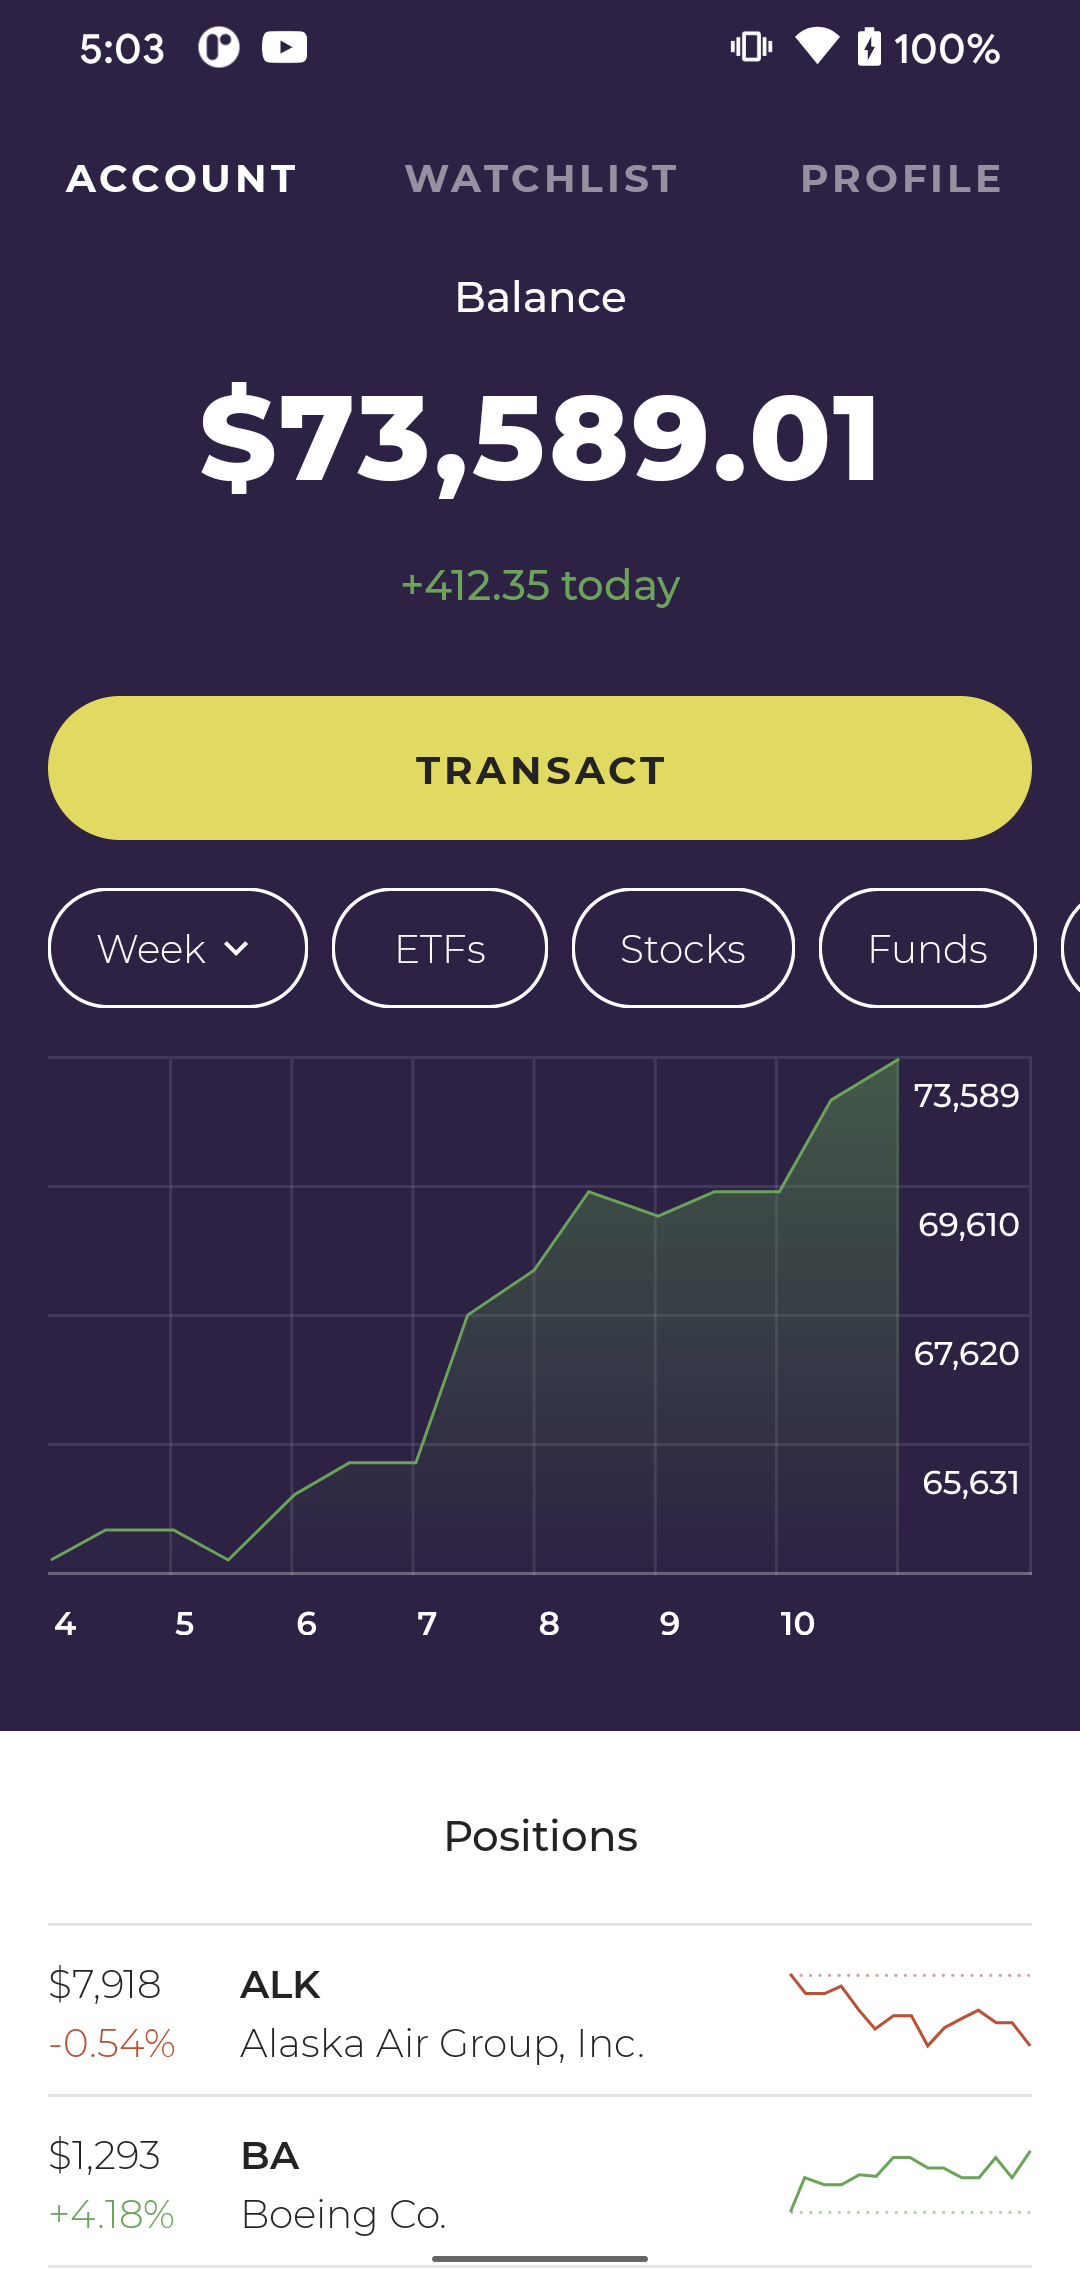 5:03 100%
ACCOUNT WATCHLIST PROFILE
Balance
$73,589.01
+412.35 today
TRANSACT
Week ETFs Stocks Funds
73,589
69,610
67,620
65,631
4 5 6 7 8 9 10
Positions
$7,918 ALK
-0.54% Alaska Air Group, Inc.
$1,293 BA
+4.18% Boeing Co.